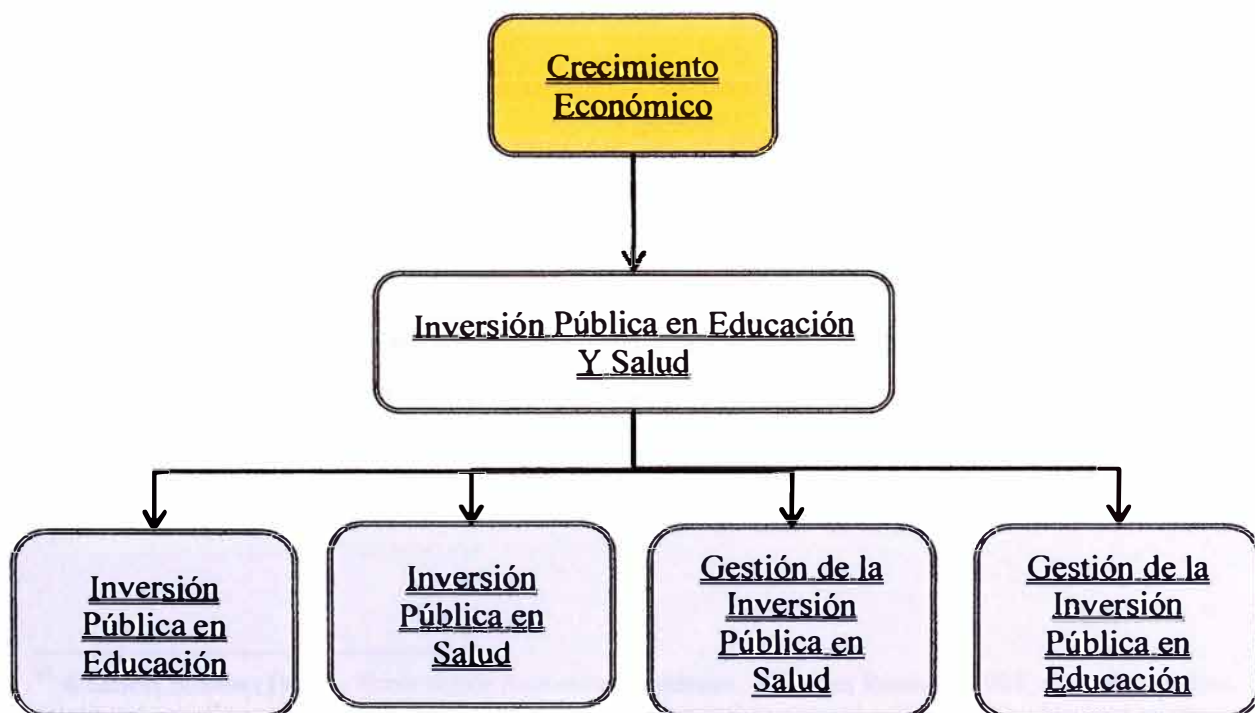 Crecimiento
Económico
Inversión Pública en Educación
Y Salud
Inversión
Pública en
Educación
Inversión
Pública en
Salud
Gestión de la
Inversión
Pública en
Salud
Gestión de la
Inversión
Pública en
Educación